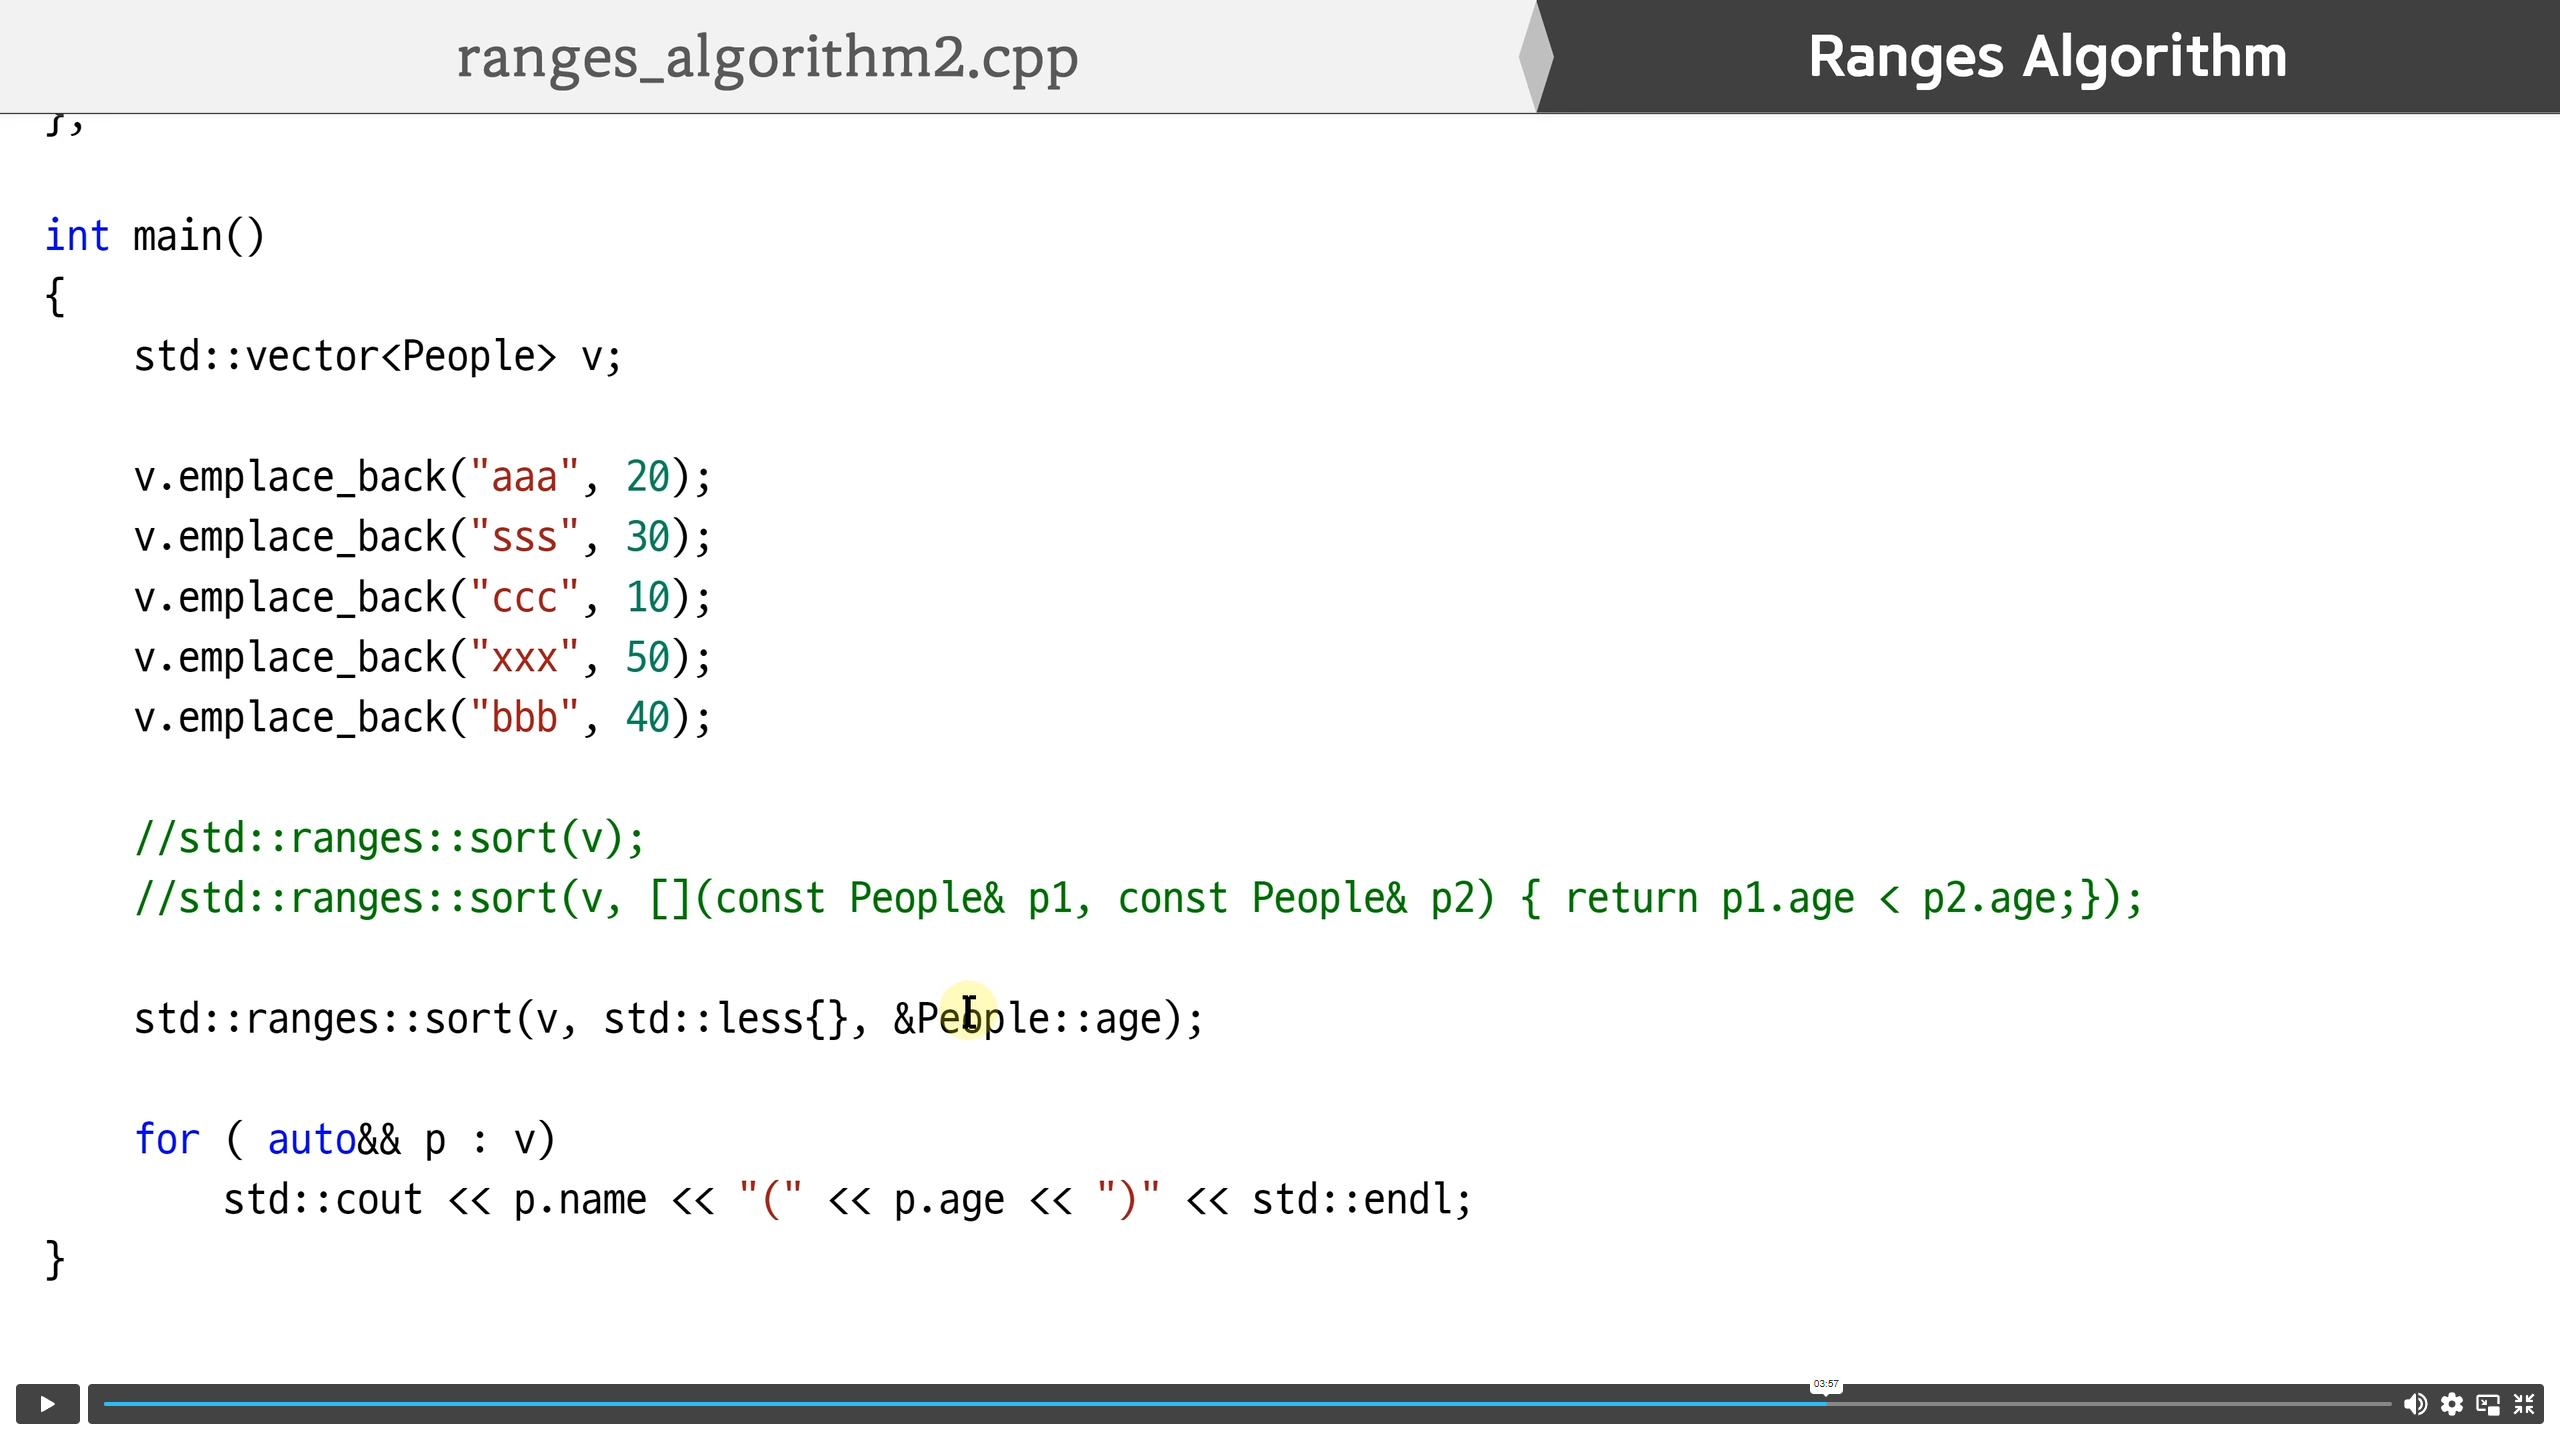 ranges_algorithm2.cpp
Ranges Algorithm
};
int main()
{
    std::vector<People> v;
    v.emplace_back("aaa", 20);
    v.emplace_back("sss", 30);
    v.emplace_back("ccc", 10);
    v.emplace_back("xxx", 50);
    v.emplace_back("bbb", 40);
    //std::ranges::sort(v);
    //std::ranges::sort(v, [](const People& p1, const People& p2) { return p1.age < p2.age;});
    std::ranges::sort(v, std::less{}, &People::age);
    for ( auto&& p : v)
        std::cout << p.name << "(" << p.age << ")" << std::endl;
}
03:57